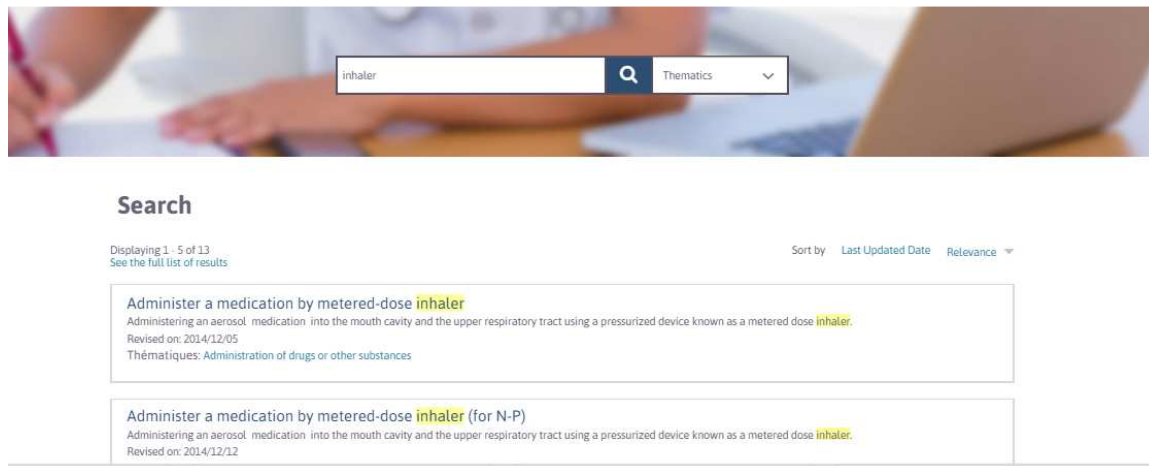 inhaler
Thematics
Search
Displaying 1 - 5 of 13
Sort by Last Updated Date Relevance
See the full list of results
Administer a medication by metered-dose inhaler
Administering an aerosol medication into the mouth cavity and the upper respiratory tract using a pressurized device known as a metered dose inhaler.
Revised on: 2014/12/05
Thématiques: Administration of drugs or other substances
Administer a medication by metered-dose inhaler (for N-P)
Administering an aerosol medication into the mouth cavity and the upper respiratory tract using a pressurized device known as a metered dose inhaler.
Revised on: 2014/12/12